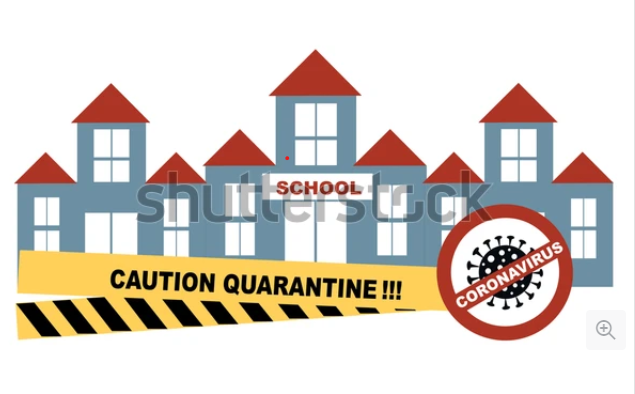 SCHOOL
shutterstock
CAUTION QUARANTINE !!!
CORONAVIRUS